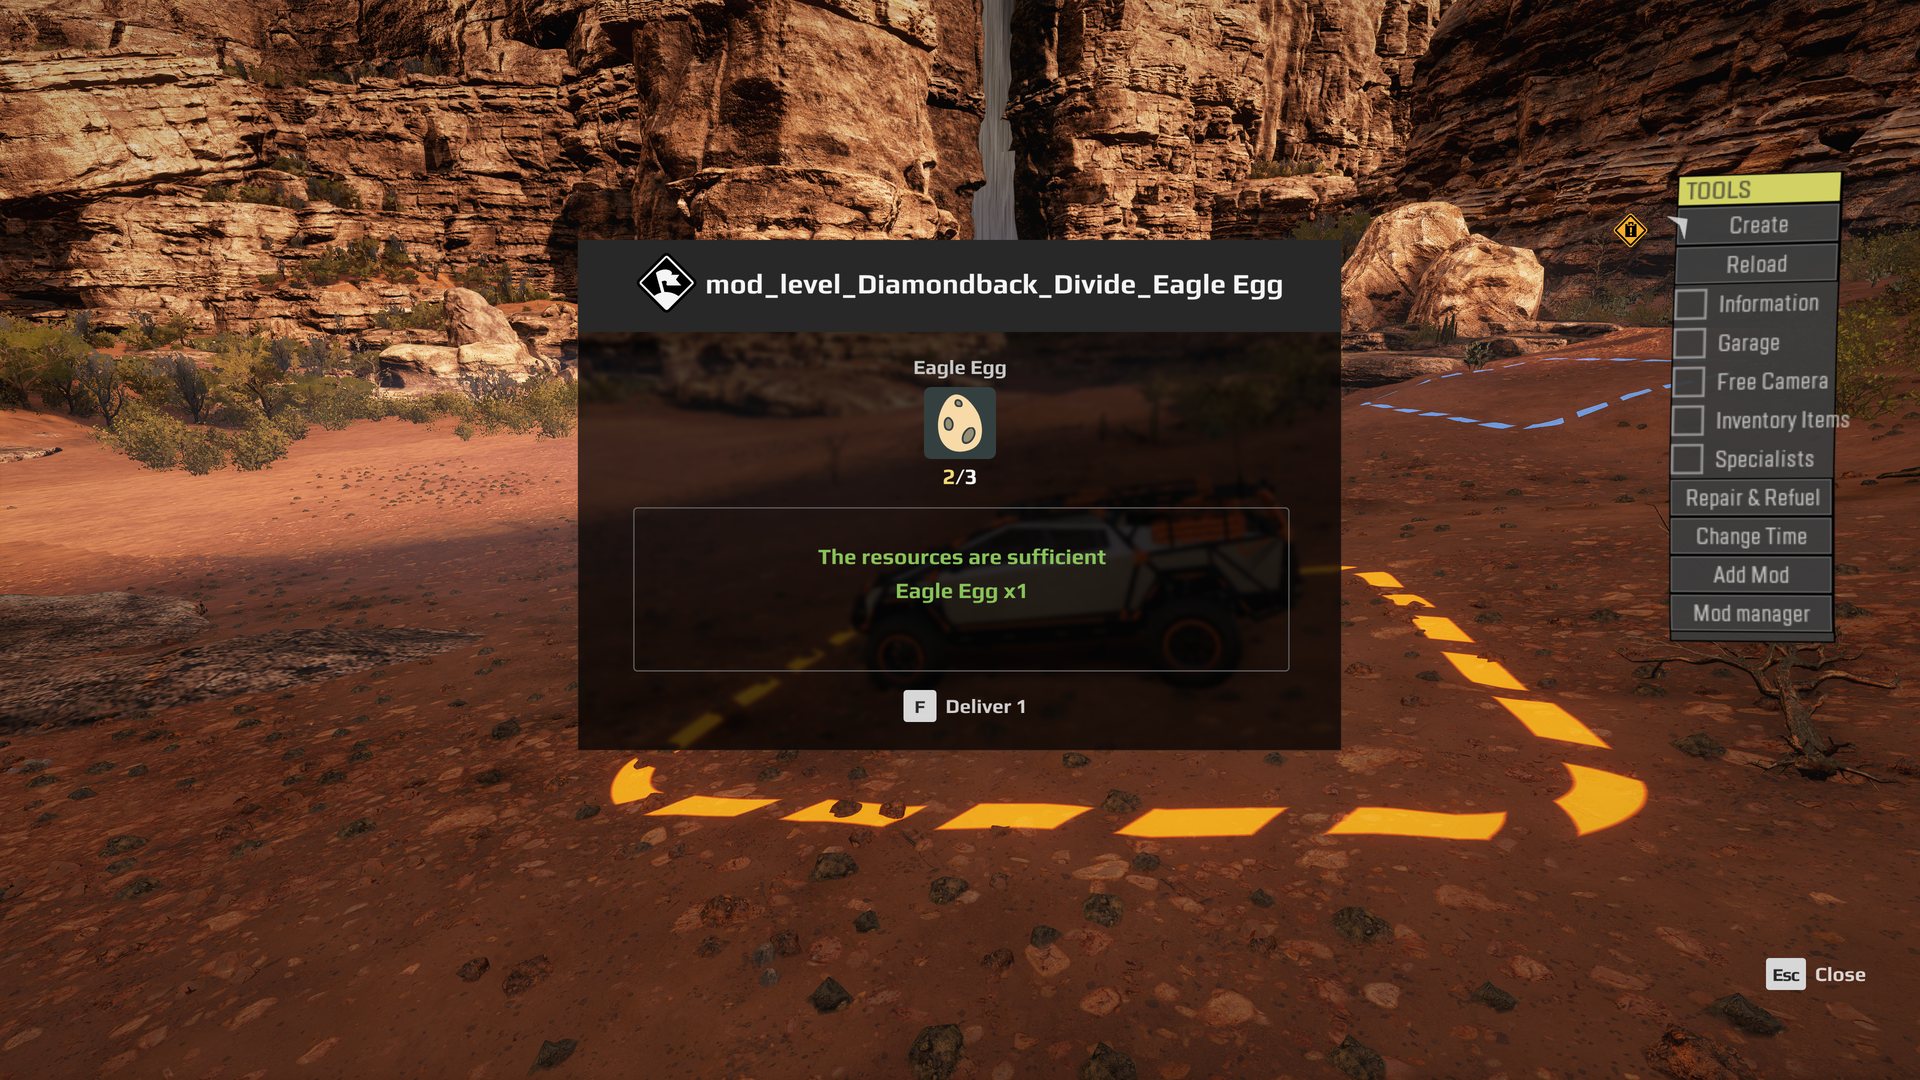 mod_level_Diamondback_Divide_Eagle Egg
Eagle Egg
2/3
The resources are sufficient
Eagle Egg x1
F Deliver 1
TOOLS
Create
Reload
Information
Garage
Free Camera
Inventory Items
Specialists
Repair & Refuel
Change Time
Add Mod
Mod manager
Esc Close